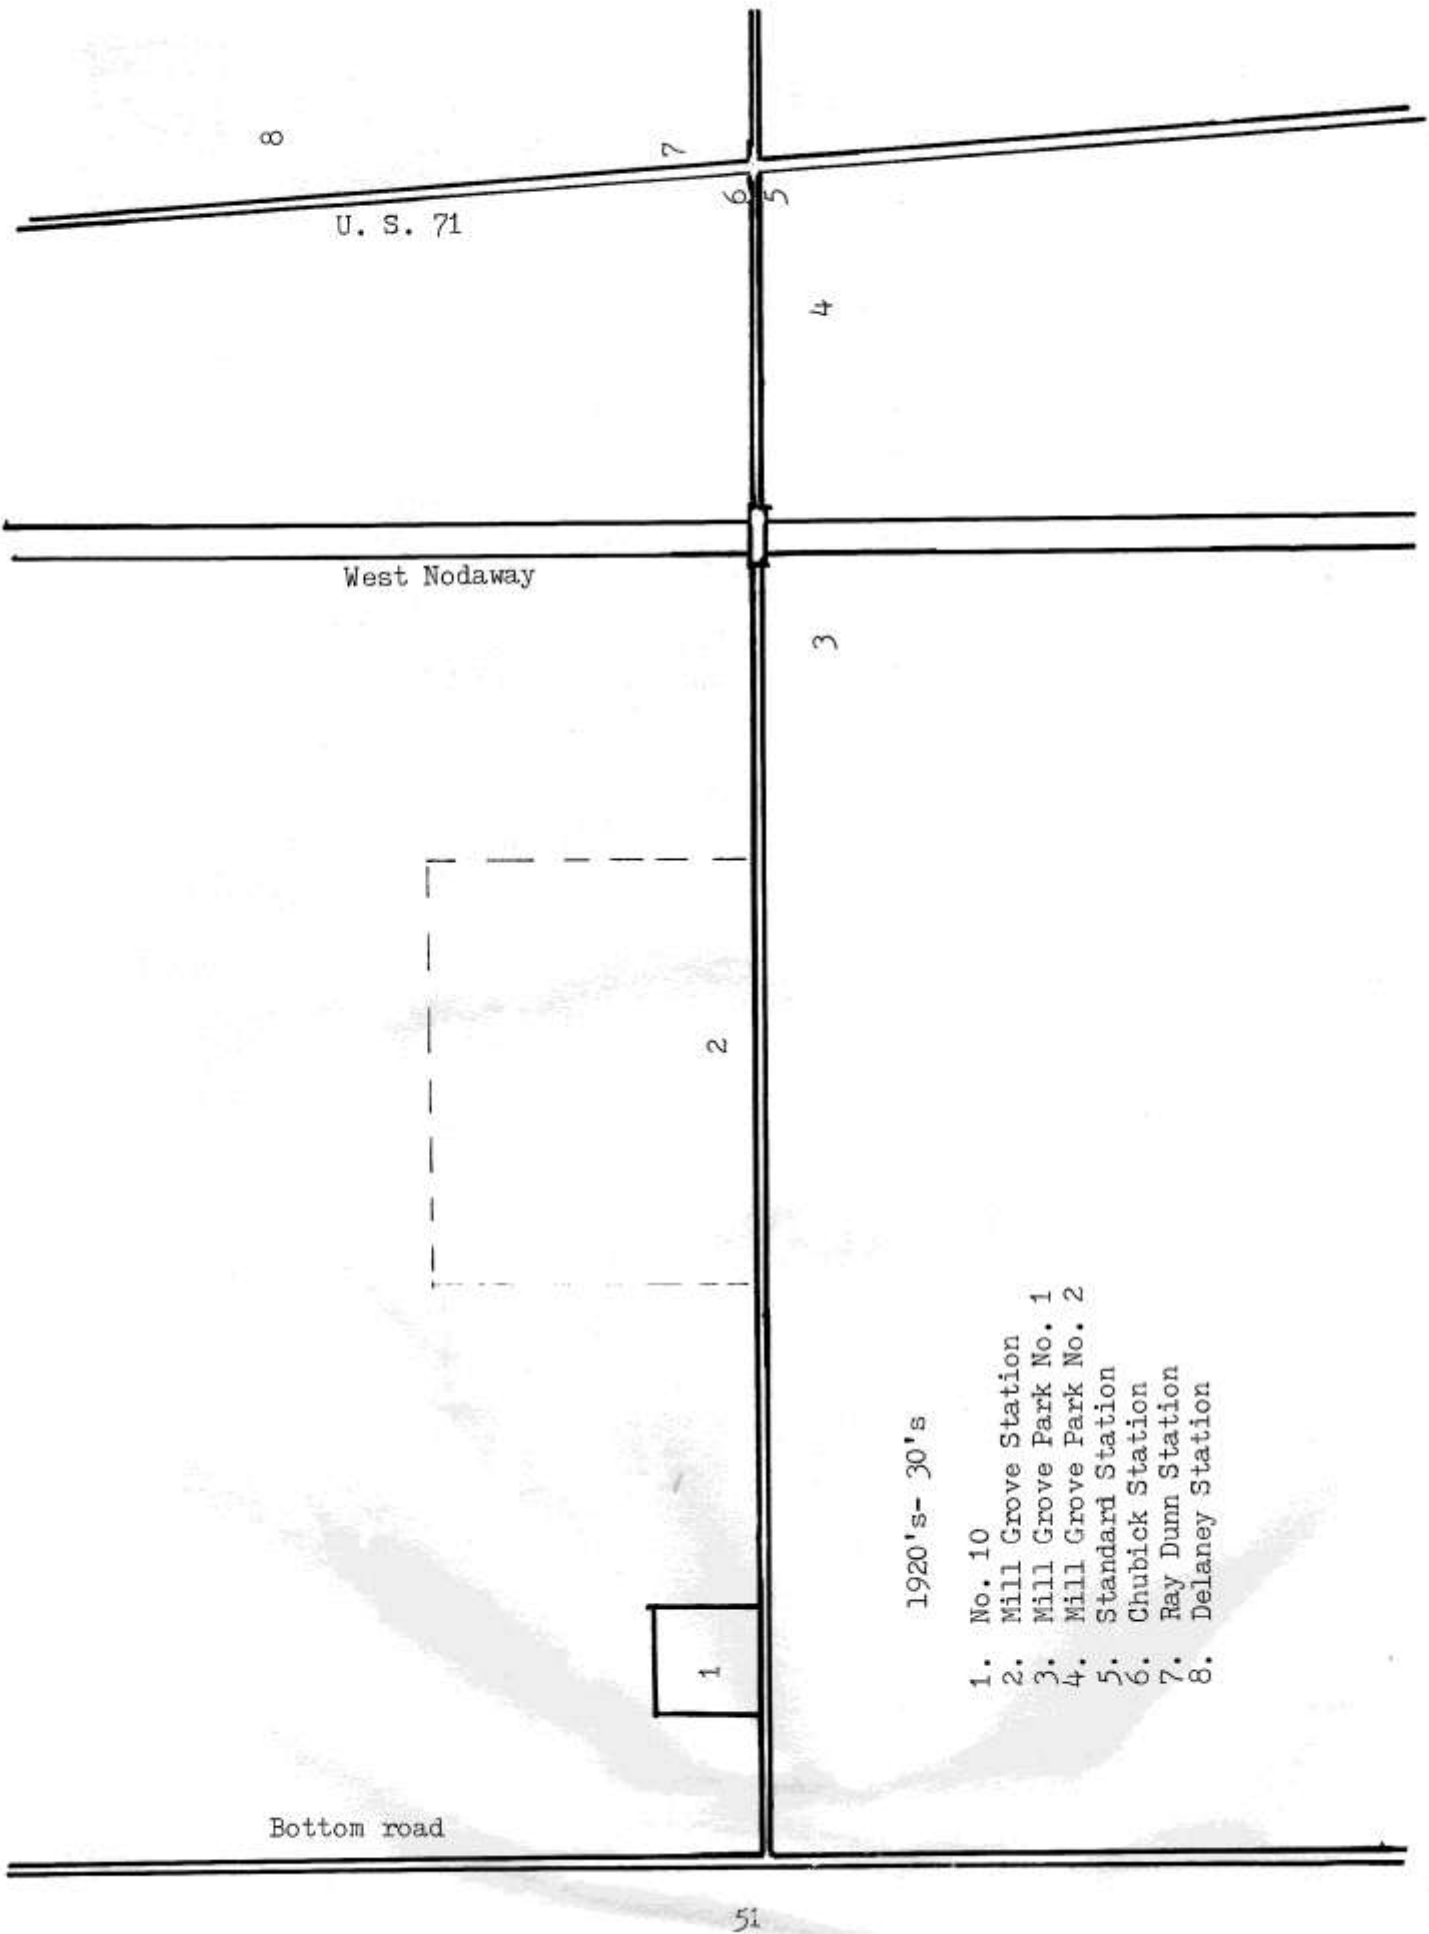 8
7
6
5
U. S. 71
4
West Nodaway
3
2
1
1920's- 30's
1. No. 10
2. Mill Grove Station
3. Mill Grove Park No. 1
4. Mill Grove Park No. 2
5. Standard Station
6. Chubick Station
7. Ray Dunn Station
8. Delaney Station
Bottom road
51